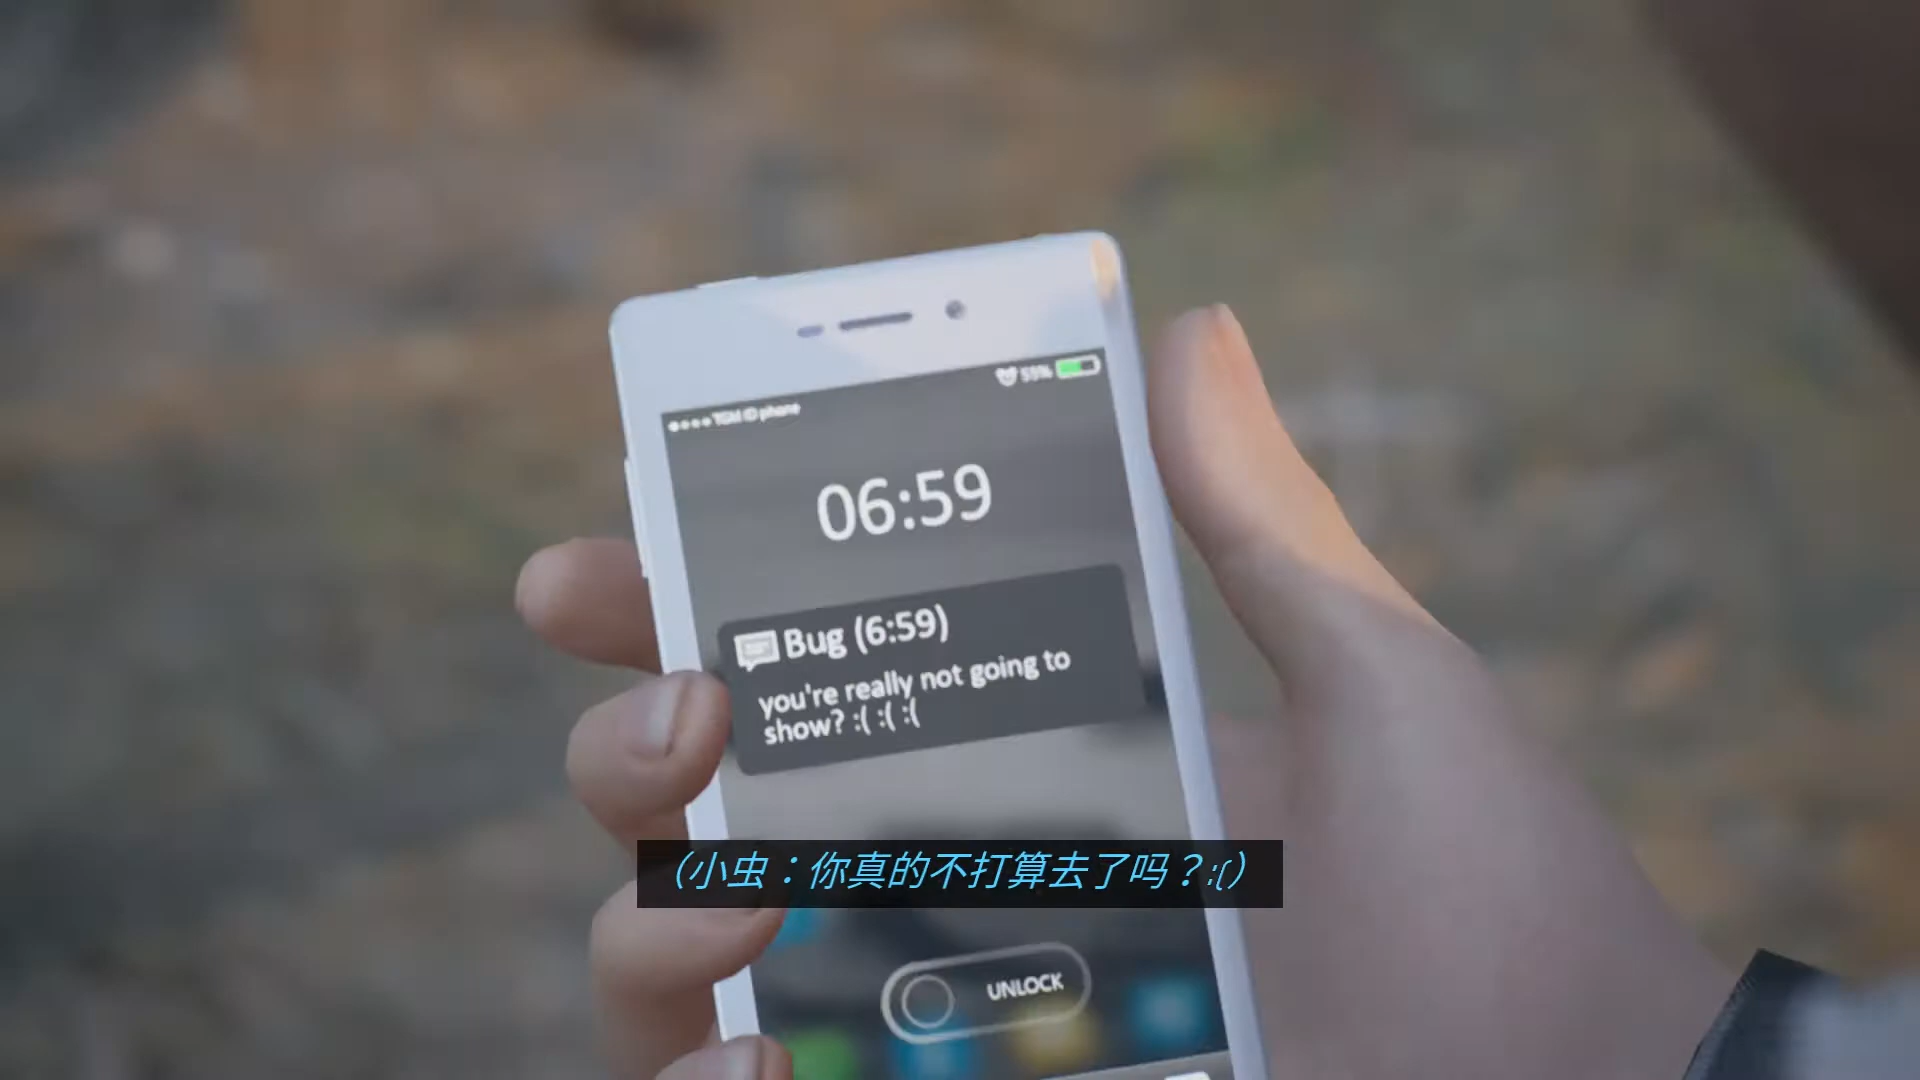 55%
06:59
Bug (6:59)
you're really not going to
show? :( :( :(
（小虫：你真的不打算去了吗？:(）
UNLOCK